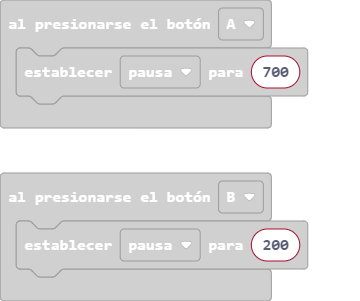 al presionarse el botón A
establecer pausa para 700
al presionarse el botón B
establecer pausa para 200